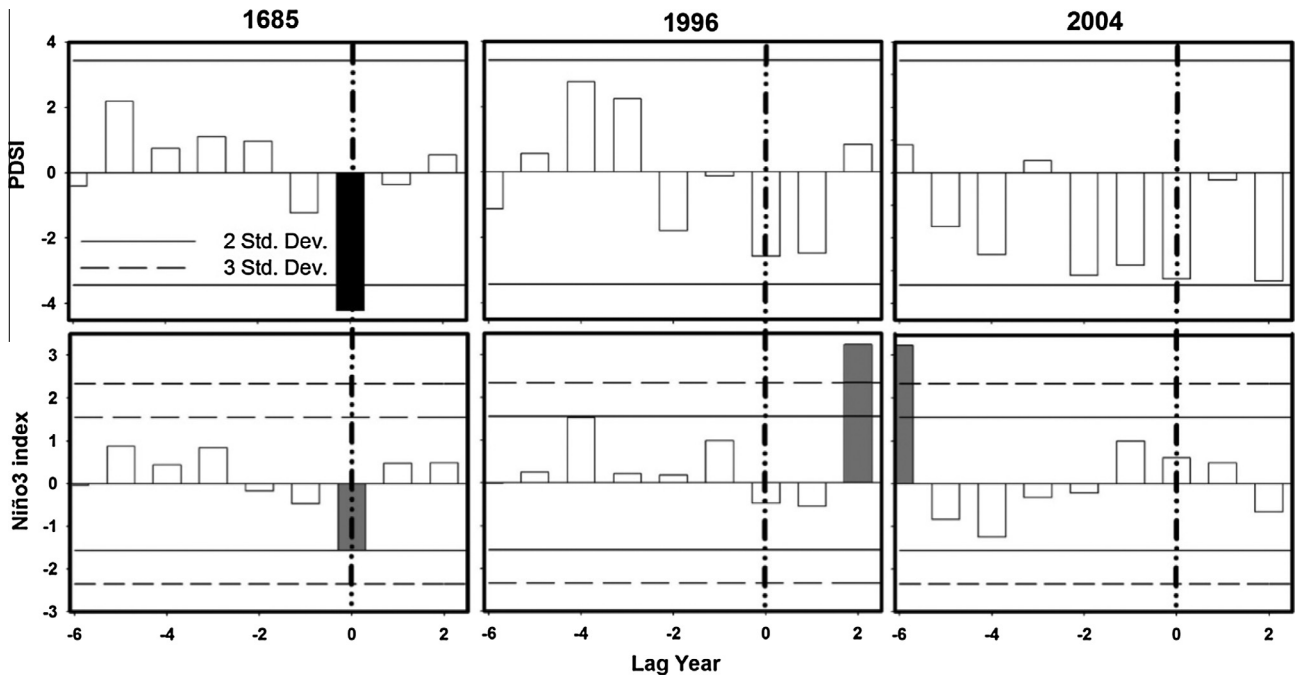 1685 1996 2004
4
2
0
-2
-4
PDSI
2 Std. Dev.
3 Std. Dev.
3
2
1
0
-1
-2
-3
Niño3 index
-6 -4 -2 0 2 -6 -4 -2 0 2 -6 -4 -2 0 2
Lag Year